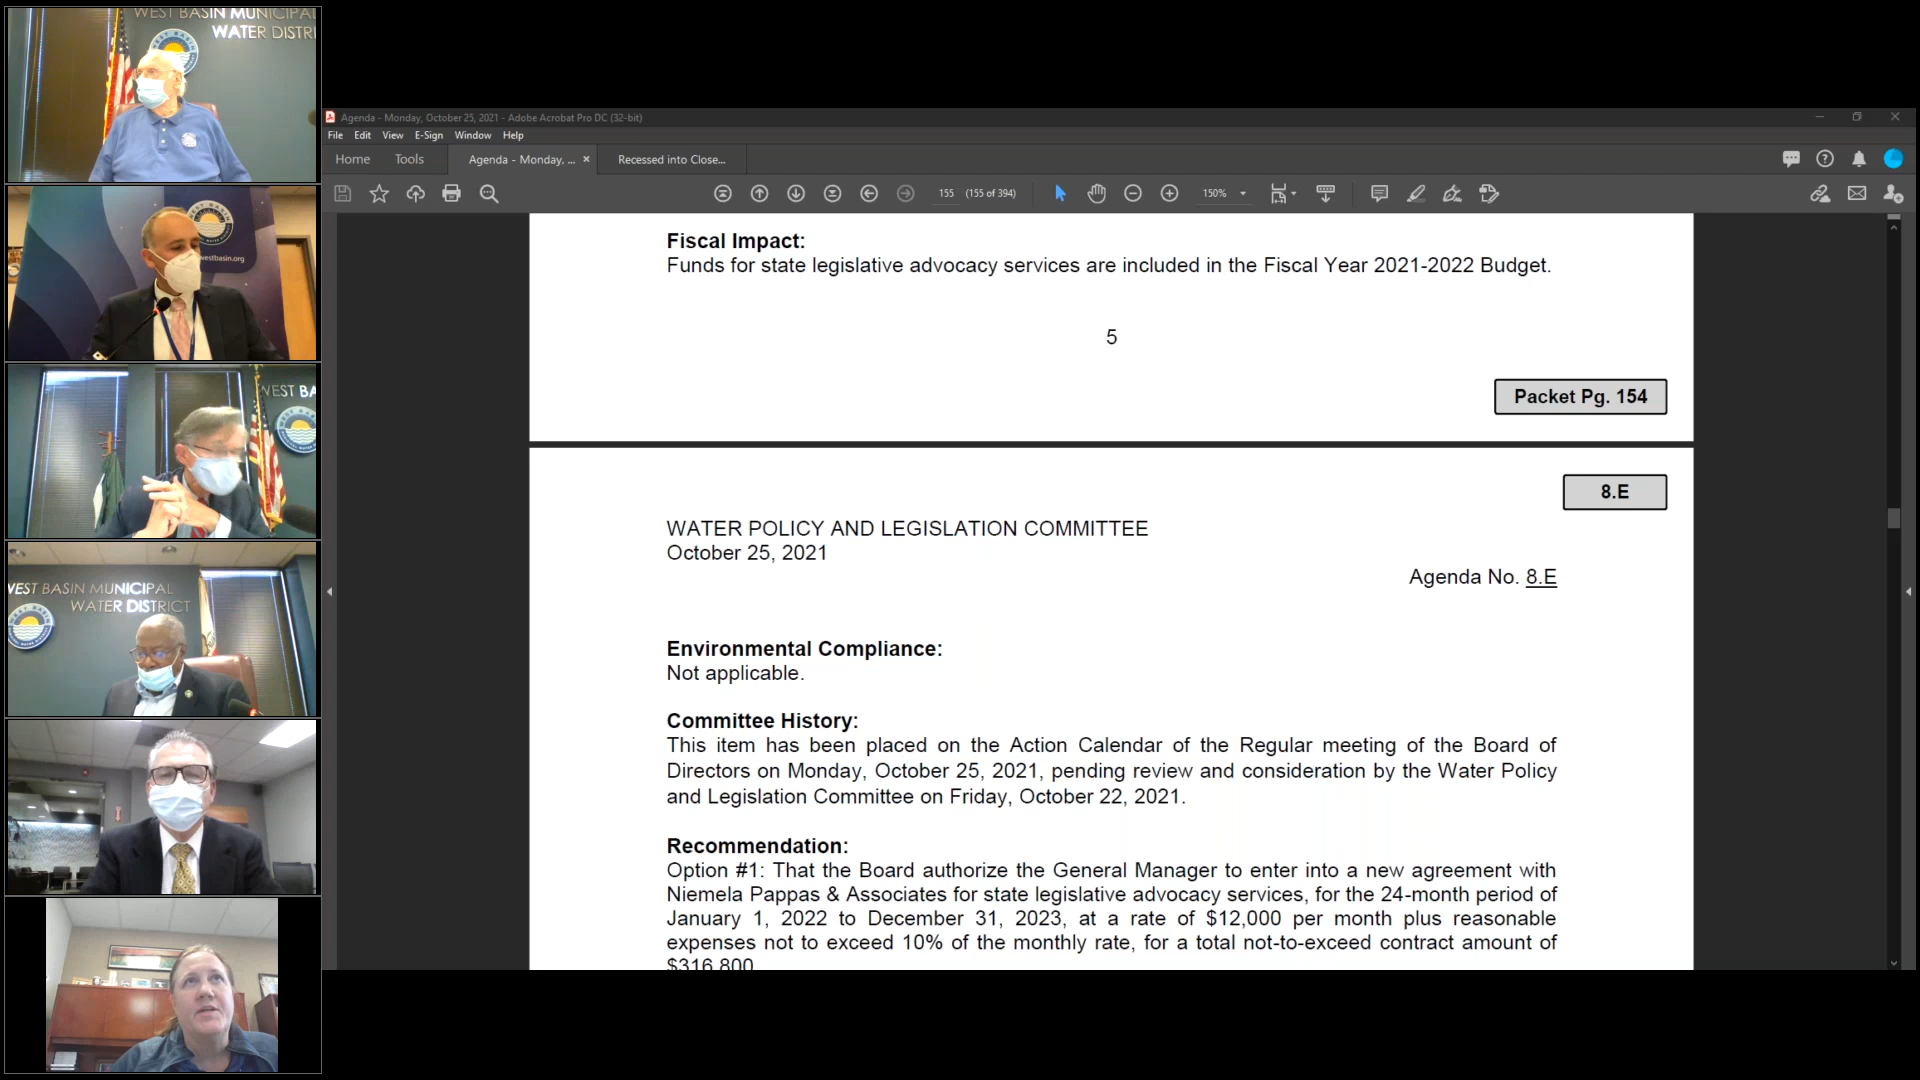 WEST BASIN MUNICIPAL
WATER DISTRI
WEST BASIN
westbasin.org
WEST BA
WEST BASIN MUNICIPAL
WATER DISTRICT
Agenda - Monday, October 25, 2021 - Adobe Acrobat Pro DC (32-bit)
File Edit View E-Sign Window Help
Home Tools Agenda - Monday, ... × Recessed into Close...
155 (155 of 394) 150%
Fiscal Impact:
Funds for state legislative advocacy services are included in the Fiscal Year 2021-2022 Budget.
5
Packet Pg. 154
8.E
WATER POLICY AND LEGISLATION COMMITTEE
October 25, 2021
Agenda No. 8.E
Environmental Compliance:
Not applicable.
Committee History:
This item has been placed on the Action Calendar of the Regular meeting of the Board of
Directors on Monday, October 25, 2021, pending review and consideration by the Water Policy
and Legislation Committee on Friday, October 22, 2021.
Recommendation:
Option #1: That the Board authorize the General Manager to enter into a new agreement with
Niemela Pappas & Associates for state legislative advocacy services, for the 24-month period of
January 1, 2022 to December 31, 2023, at a rate of $12,000 per month plus reasonable
expenses not to exceed 10% of the monthly rate, for a total not-to-exceed contract amount of
$316,800